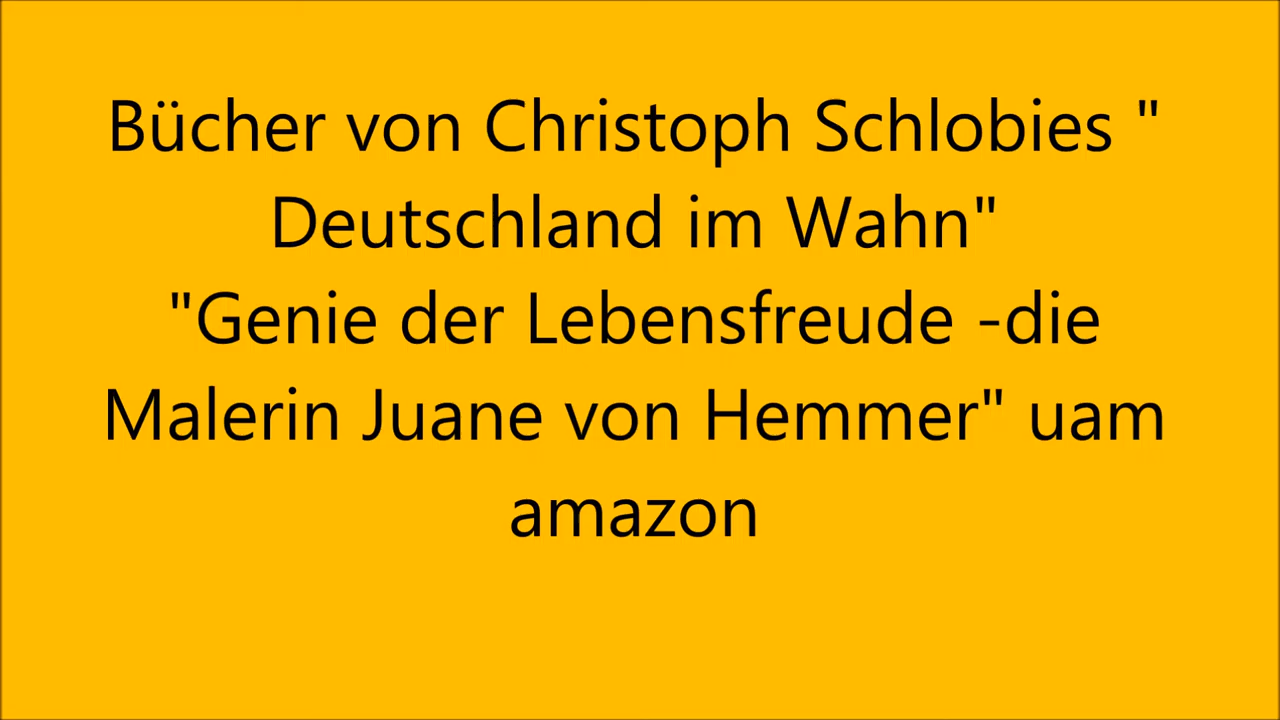 Bücher von Christoph Schlobies "
Deutschland im Wahn"
"Genie der Lebensfreude -die
Malerin Juane von Hemmer" uam
amazon